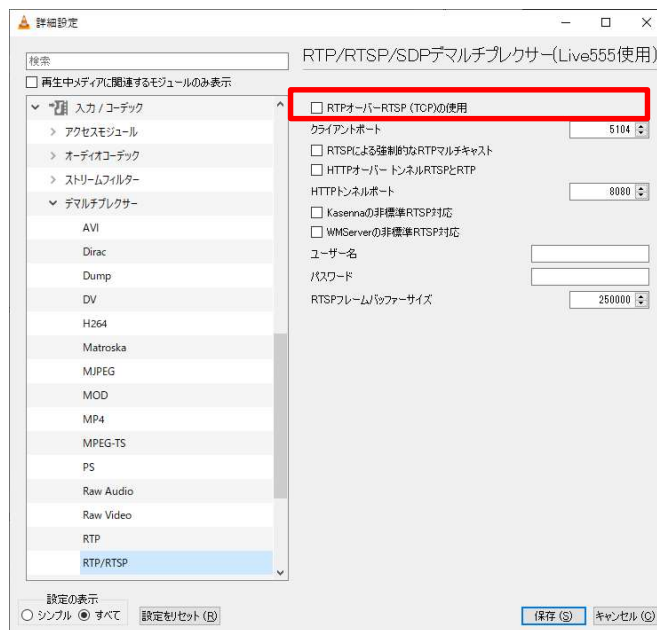 詳細設定
検索
RTP/RTSP/SDPデマルチプレクサー(Live555使用)
再生中メディアに関連するモジュールのみ表示
入力 / コーデック
アクセスモジュール
オーディオコーデック
ストリームフィルター
デマルチプレクサー
AVI
Dirac
Dump
DV
H264
Matroska
MJPEG
MOD
MP4
MPEG-TS
PS
Raw Audio
Raw Video
RTP
RTP/RTSP
RTPオーバーRTSP (TCP)の使用
クライアントポート 5104
RTSPによる強制的なRTPマルチキャスト
HTTPオーバー トンネルRTSPとRTP
HTTPトンネルポート 8080
Kasennaの非標準RTSP対応
WMServerの非標準RTSP対応
ユーザー名
パスワード
RTSPフレームバッファーサイズ 250000
設定の表示
シンプル すべて 設定をリセット (R)
保存 (S) キャンセル (C)